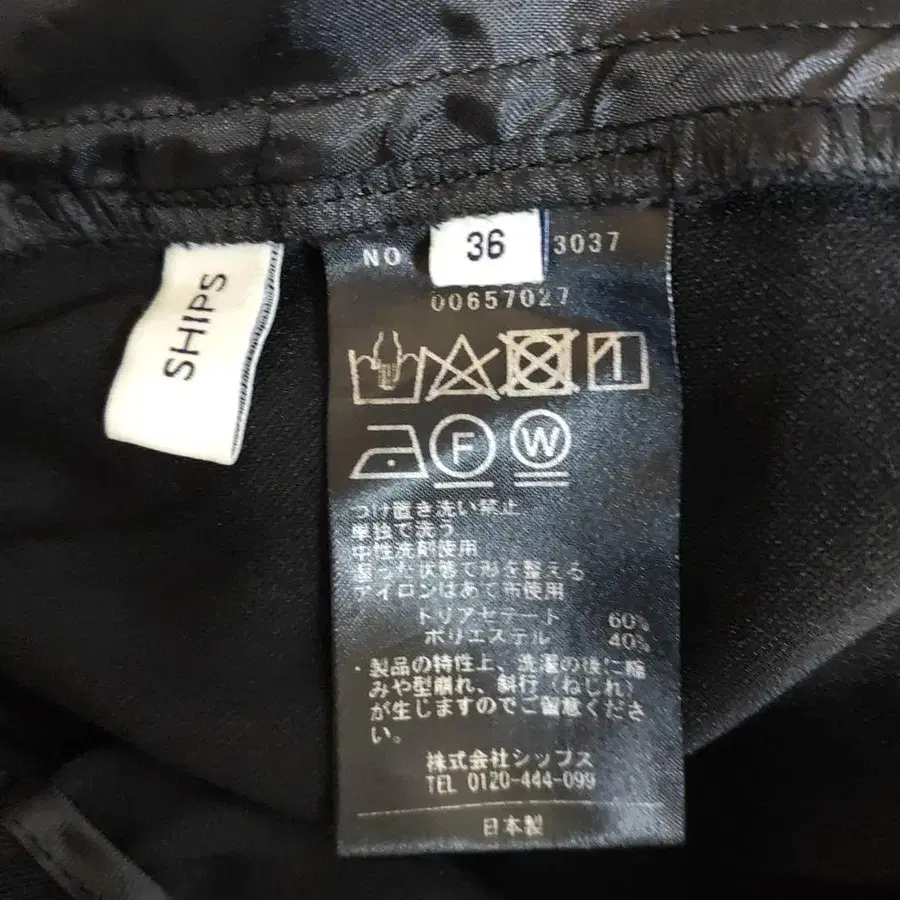 SHIPS
NO 36 3037
00657027
F W
つけ置き洗い禁止
単独で洗う
中性洗剤使用
湿った状態で形を整える
アイロンはあて布使用
トリアセテート 60%
ポリエステル 40%
・製品の特性上、洗濯の後に縮
みや型崩れ、斜行（ねじれ）
が生じますのでご留意くださ
い。
株式会社シップス
TEL 0120-444-099
日本製